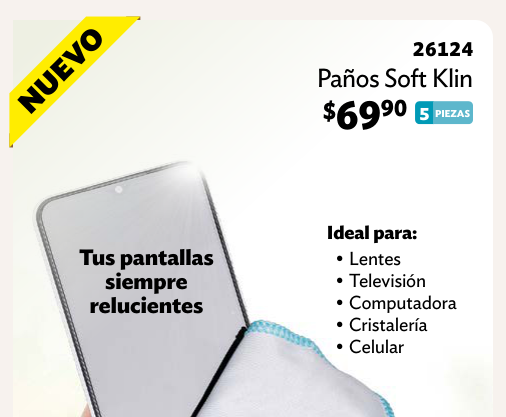 NUEVO
26124
Paños Soft Klin
$69.90 5 PIEZAS
Tus pantallas
siempre
relucientes
Ideal para:
• Lentes
• Televisión
• Computadora
• Cristalería
• Celular